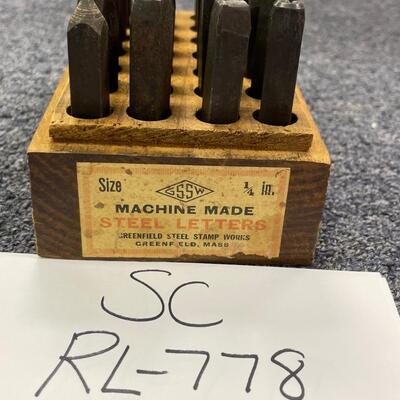 Size GSSW 1/4 in.
MACHINE MADE
STEEL LETTERS
GREENFIELD STEEL STAMP WORKS
GREENFIELD, MASS
SC
RL-778